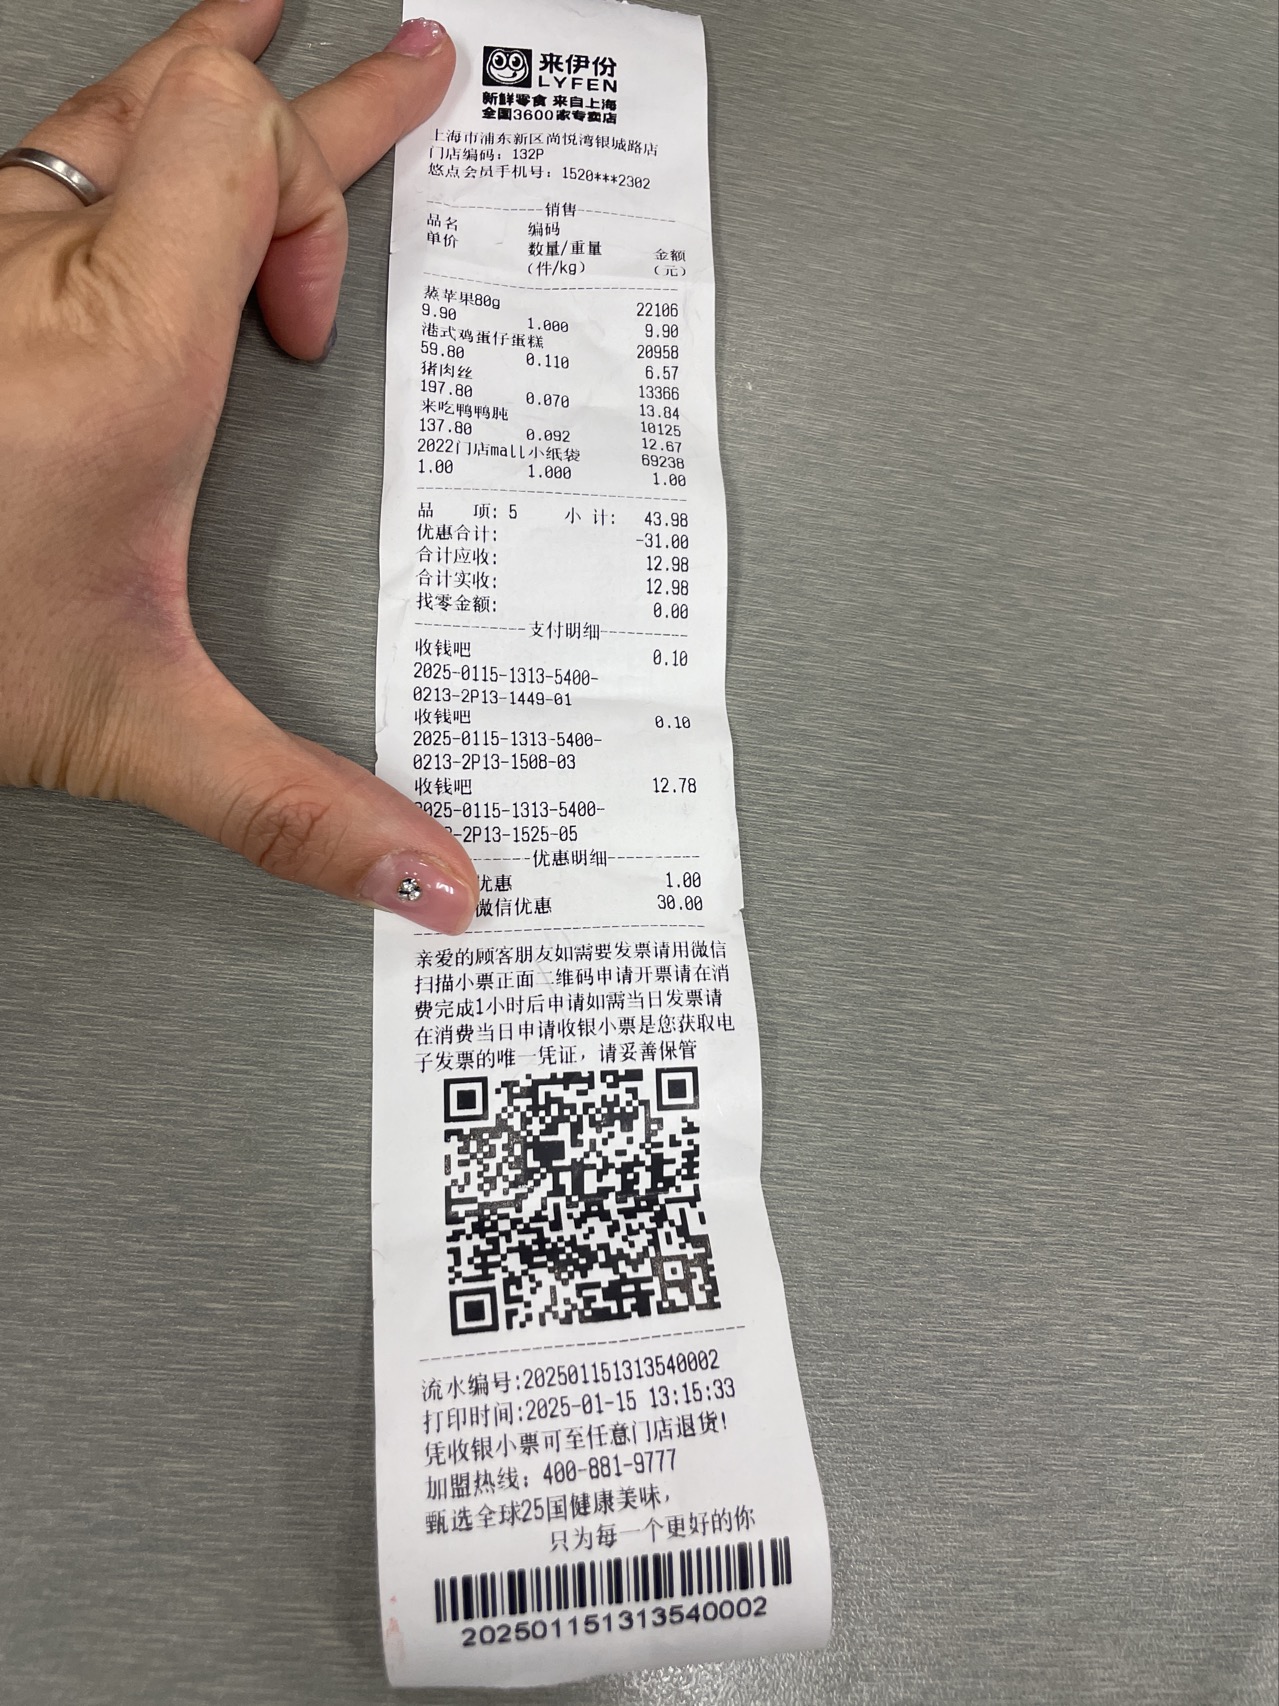 来伊份
LYFEN
新鲜零食 来自上海
全国3600家专卖店
上海市浦东新区尚悦湾银城路店
门店编码：132P
悠点会员手机号：1520***2302
销售
品名 编码
单价 数量/重量 金额
(件/kg) (元)
蒸苹果80g 22106
9.90 1.000 9.90
港式鸡蛋仔蛋糕 20958
59.80 0.110 6.57
猪肉丝 13366
197.80 0.070 13.84
来吃鸭鸭肫 10125
137.80 0.092 12.67
2022门店mall小纸袋 69238
1.00 1.000 1.00
品 项：5 小 计： 43.98
优惠合计： -31.00
合计应收： 12.98
合计实收： 12.98
找零金额： 0.00
支付明细
收钱吧 0.10
2025-0115-1313-5400-
0213-2P13-1449-01
收钱吧 0.10
2025-0115-1313-5400-
0213-2P13-1508-03
收钱吧 12.78
2025-0115-1313-5400-
-2P13-1525-05
优惠明细
优惠 1.00
微信优惠 30.00
亲爱的顾客朋友如需要发票请用微信
扫描小票正面二维码申请开票请在消
费完成1小时后申请如需当日发票请
在消费当日申请收银小票是您获取电
子发票的唯一凭证，请妥善保管
流水编号:202501151313540002
打印时间:2025-01-15 13:15:33
凭收银小票可至任意门店退货!
加盟热线：400-881-9777
甄选全球25国健康美味，
只为每一个更好的你
202501151313540002